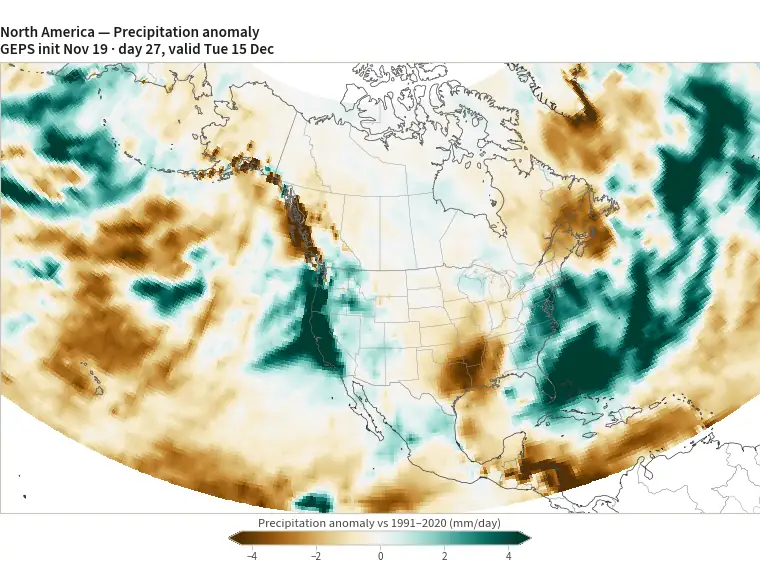 North America — Precipitation anomaly
GEPS init Nov 19 · day 27, valid Tue 15 Dec
Precipitation anomaly vs 1991–2020 (mm/day)
−4 −2 0 2 4